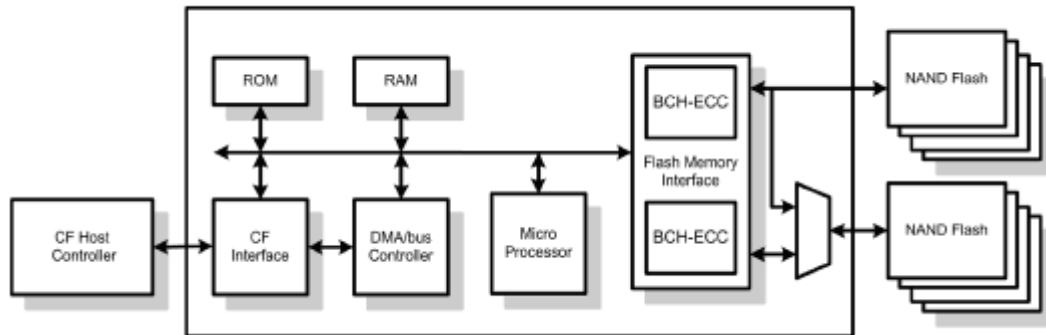 ROM
RAM
BCH-ECC
NAND Flash
Flash Memory
Interface
CF Host
Controller
CF
Interface
DMA/bus
Controller
Micro
Processor
BCH-ECC
NAND Flash